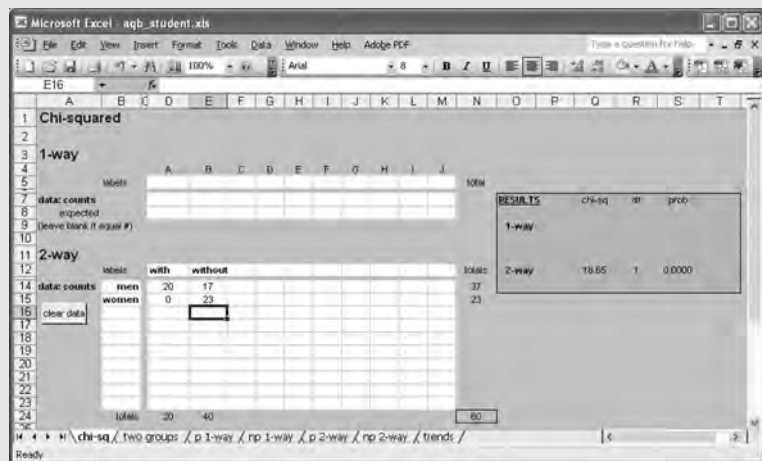 Microsoft Excel - aqb_student.xls
File Edit View Insert Format Tools Data Window Help Adobe PDF Type a question for help
100% Arial 8 B I U
E16 fx
A B C D E F G H I J K L M N O P Q R S T
1 Chi-squared
2
3 1-way
4 A B C D E F G H I J
5 labels total
7 data: counts RESULTS chi-sq df prob
8 expected
9 (leave blank if equal #) 1-way
10
11 2-way
12 labels with without totals 2-way 18.65 1 0.0000
14 data: counts men 20 17 37
15 women 0 23 23
16 clear data
17
18
19
20
21
22
23
24 totals 20 40 60
chi-sq / two groups / p 1-way / np 1-way / p 2-way / np 2-way / trends /
Ready